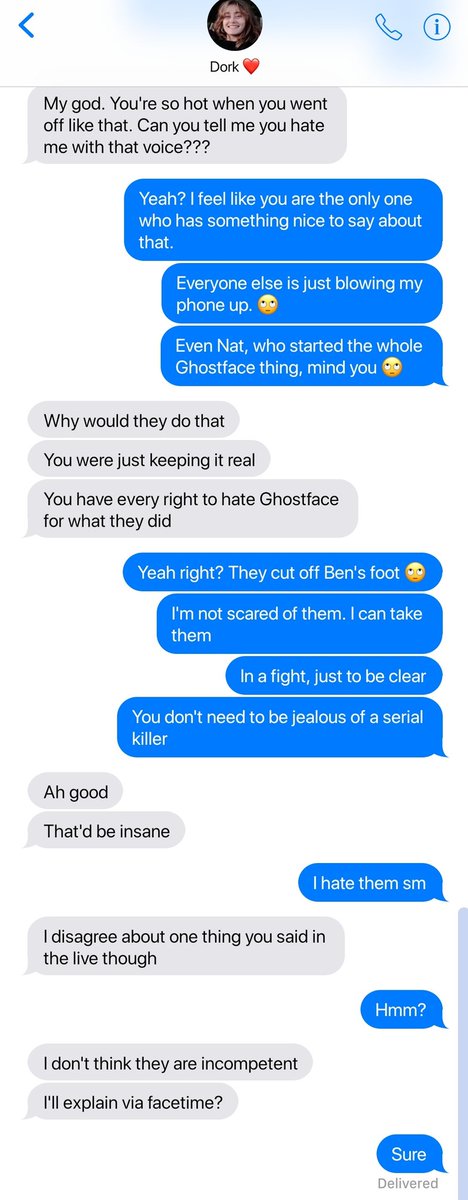 Dork ❤️
My god. You're so hot when you went
off like that. Can you tell me you hate
me with that voice???
Yeah? I feel like you are the only one
who has something nice to say about
that.
Everyone else is just blowing my
phone up. 🙄
Even Nat, who started the whole
Ghostface thing, mind you 🙄
Why would they do that
You were just keeping it real
You have every right to hate Ghostface
for what they did
Yeah right? They cut off Ben's foot 🙄
I'm not scared of them. I can take
them
In a fight, just to be clear
You don't need to be jealous of a serial
killer
Ah good
That'd be insane
I hate them sm
I disagree about one thing you said in
the live though
Hmm?
I don't think they are incompetent
I'll explain via facetime?
Sure
Delivered